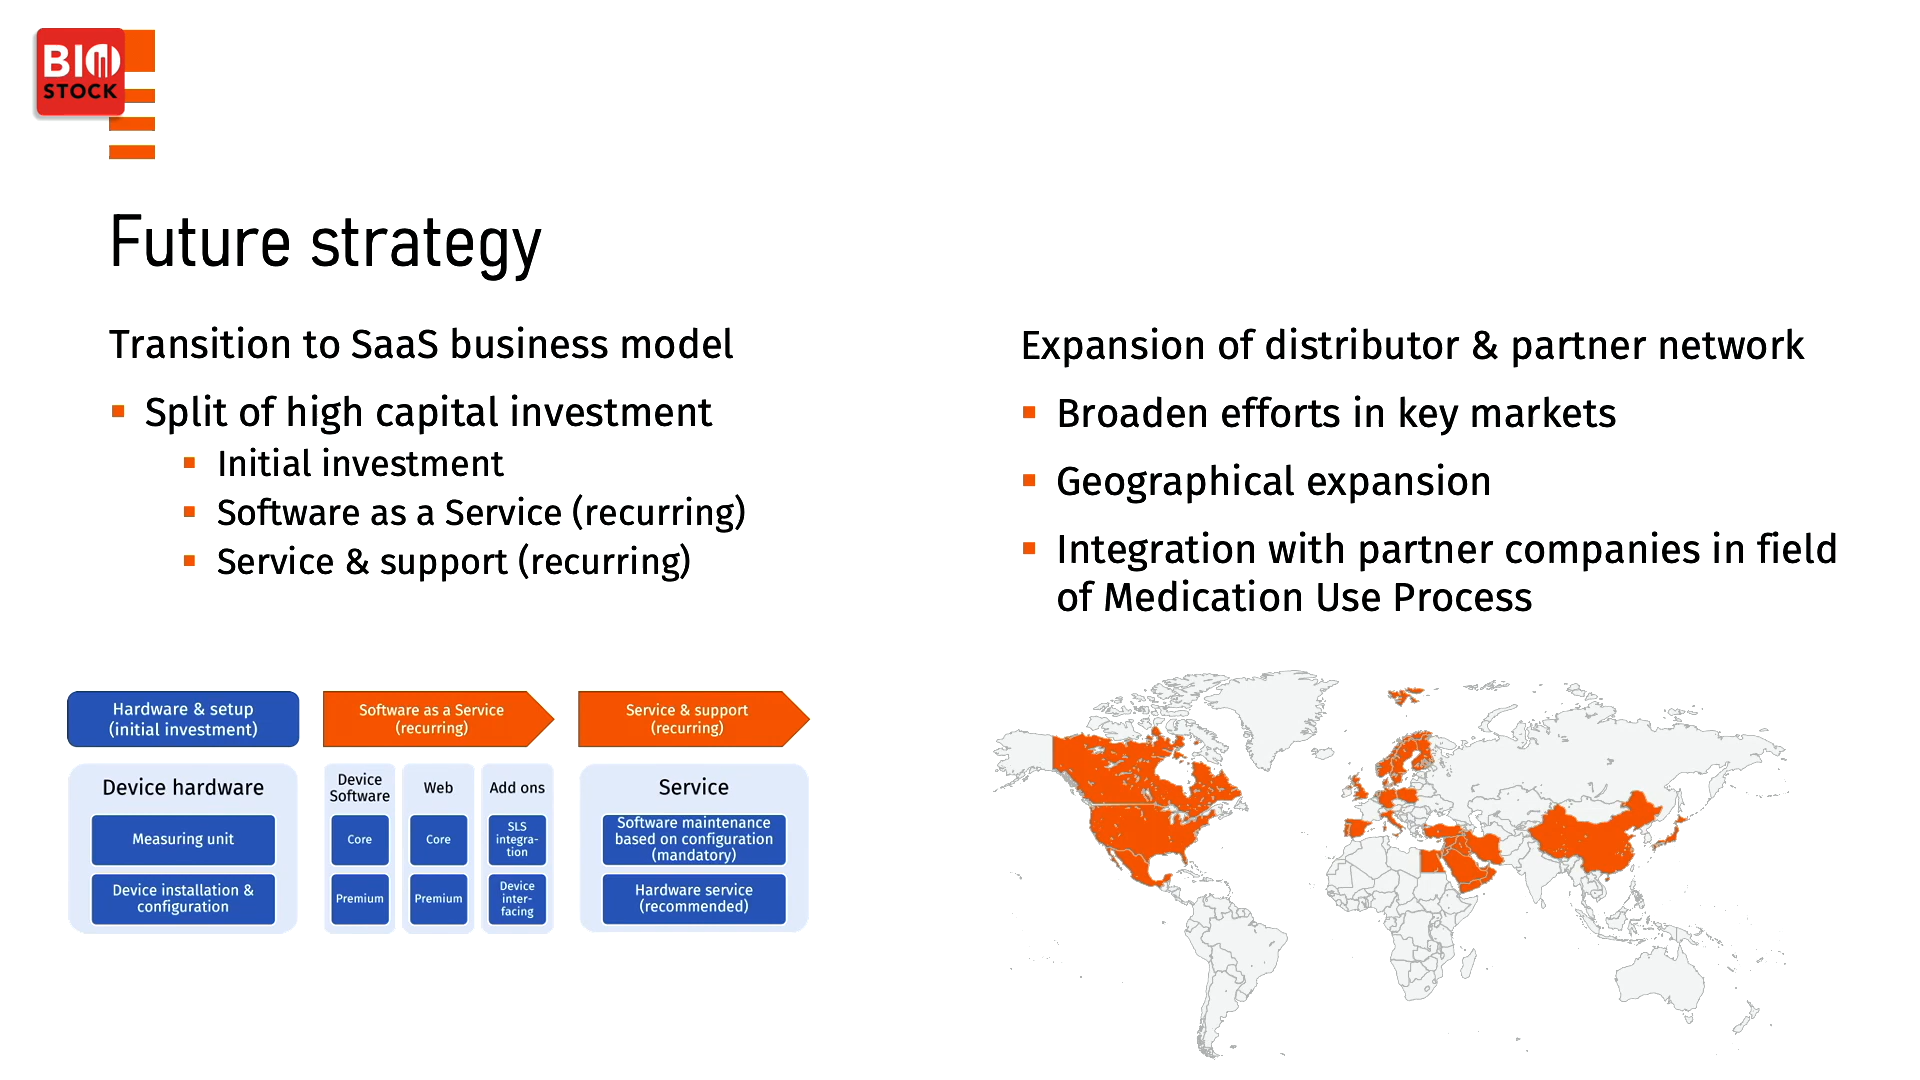 BIO
STOCK
Future strategy
Transition to SaaS business model
Split of high capital investment
Initial investment
Software as a Service (recurring)
Service & support (recurring)
Expansion of distributor & partner network
Broaden efforts in key markets
Geographical expansion
Integration with partner companies in field
of Medication Use Process
Hardware & setup
(initial investment)
Software as a Service
(recurring)
Service & support
(recurring)
Device hardware
Measuring unit
Device installation &
configuration
Device
Software
Core
Premium
Web
Core
Premium
Add ons
SLS
integra-
tion
Device
inter-
facing
Service
Software maintenance
based on configuration
(mandatory)
Hardware service
(recommended)